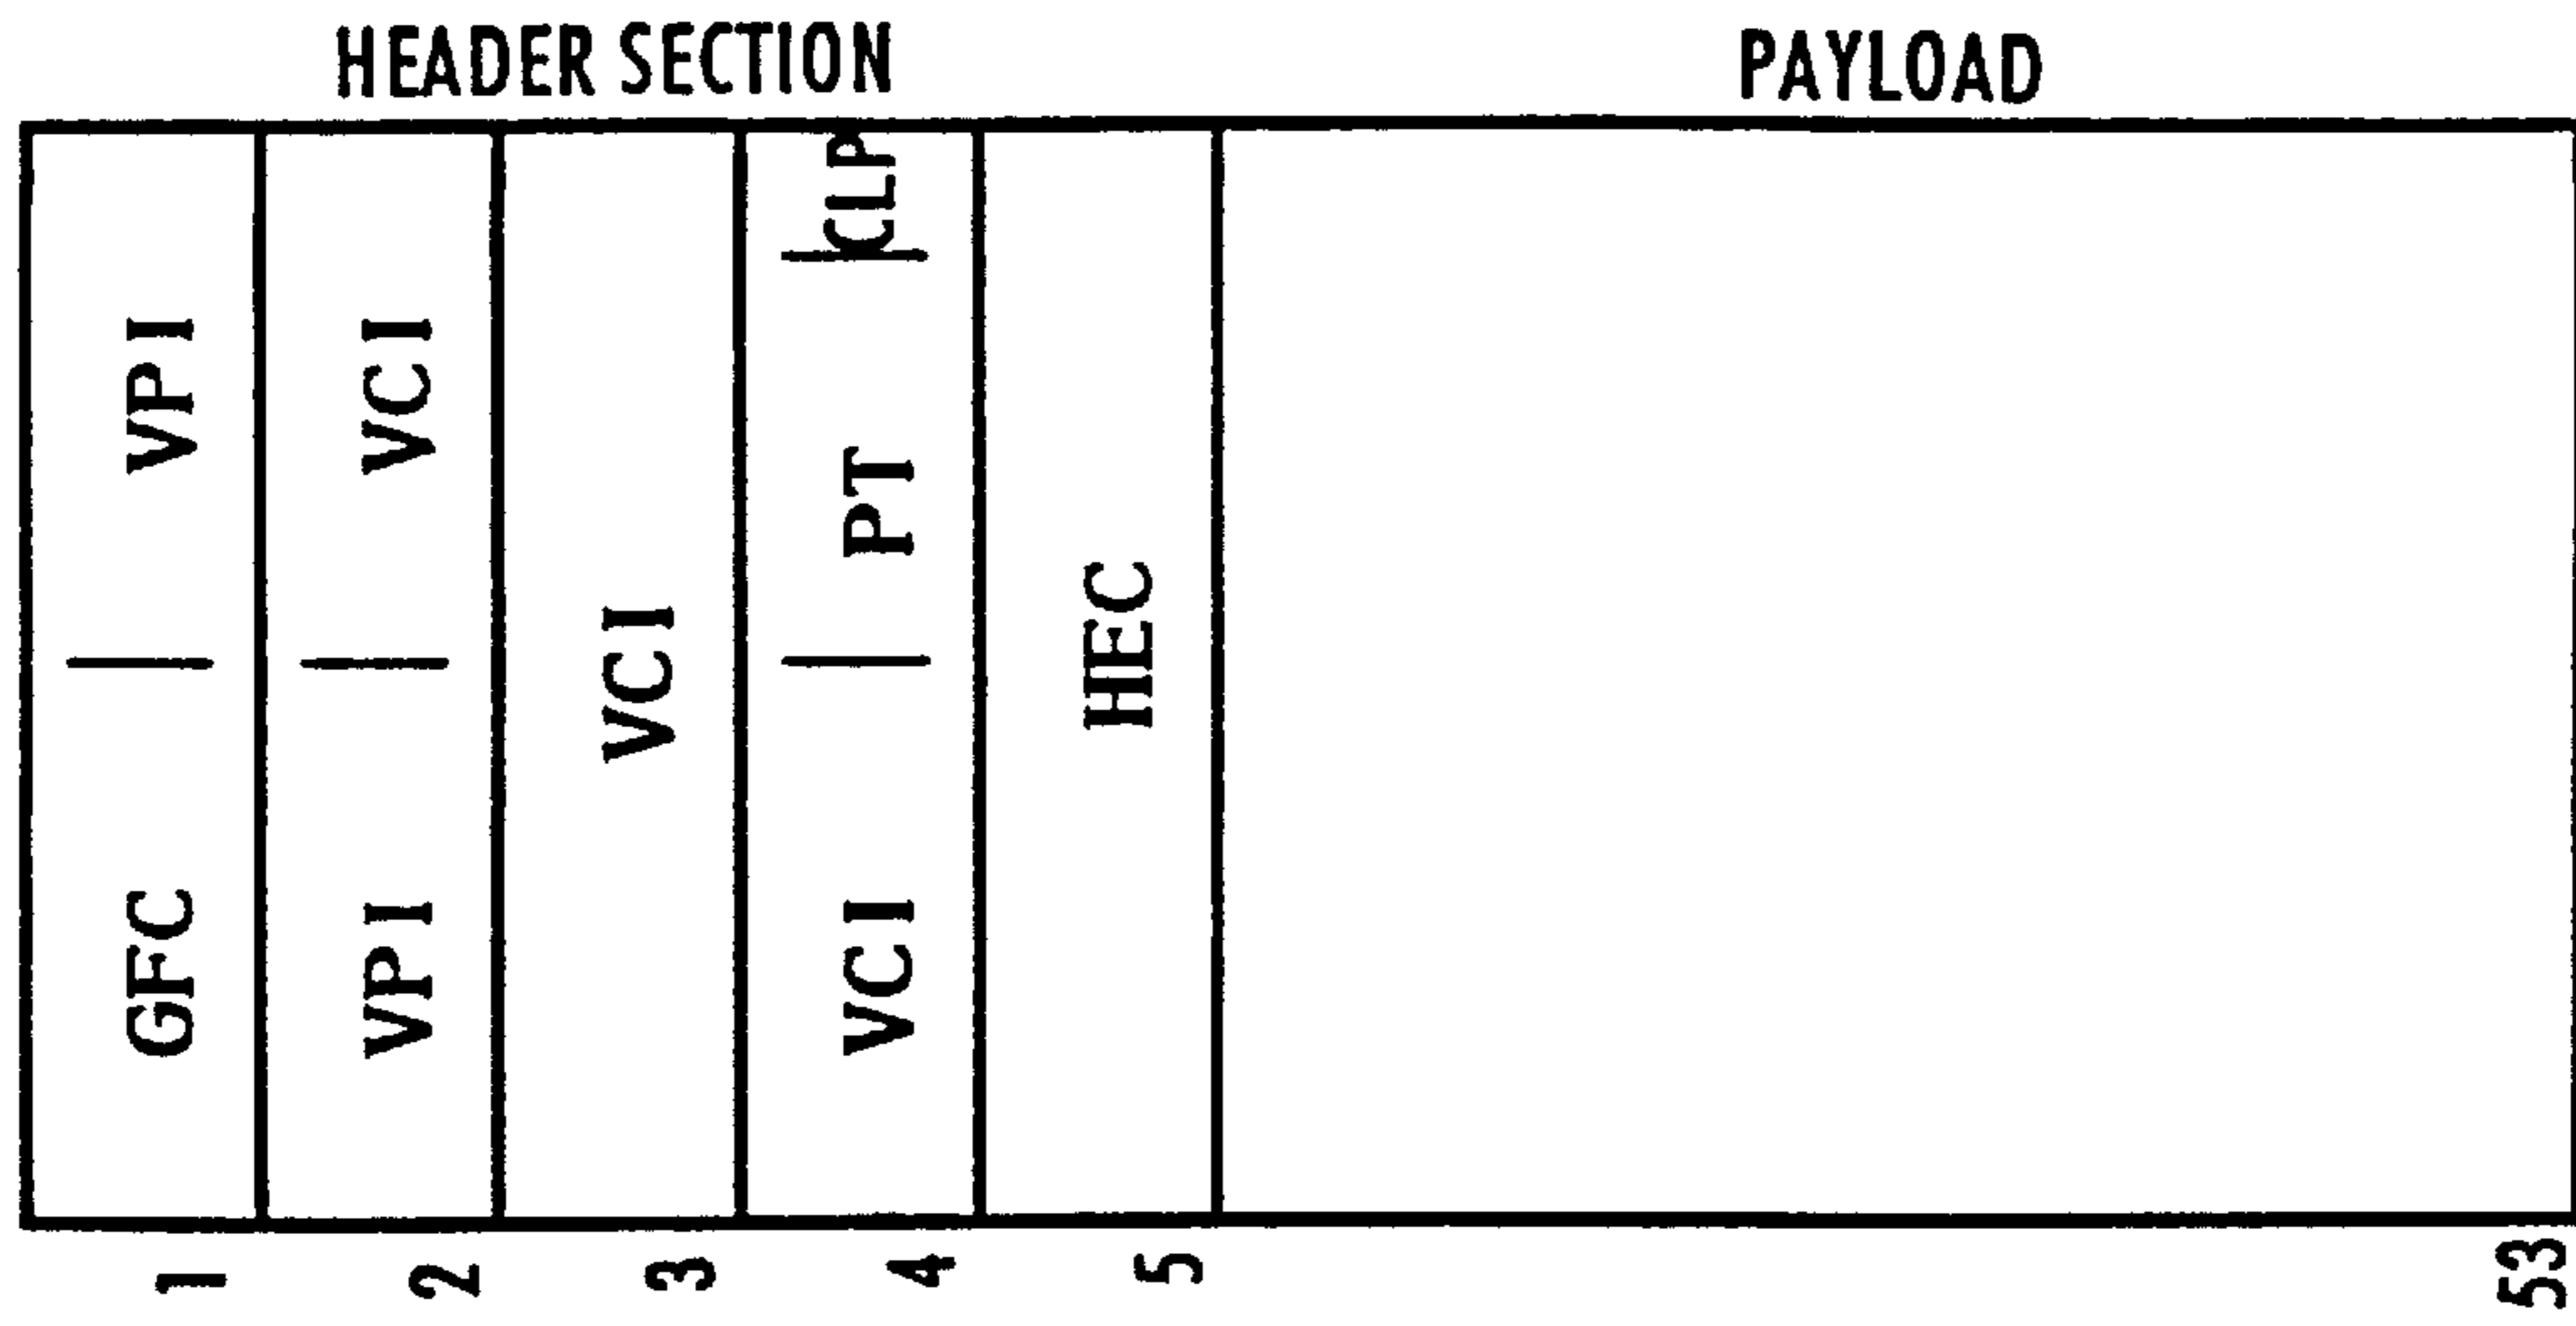 HEADER SECTION
PAYLOAD
1 GFC VPI
2 VPI VCI
3 VCI
4 VCI PT CLP
5 HEC
53